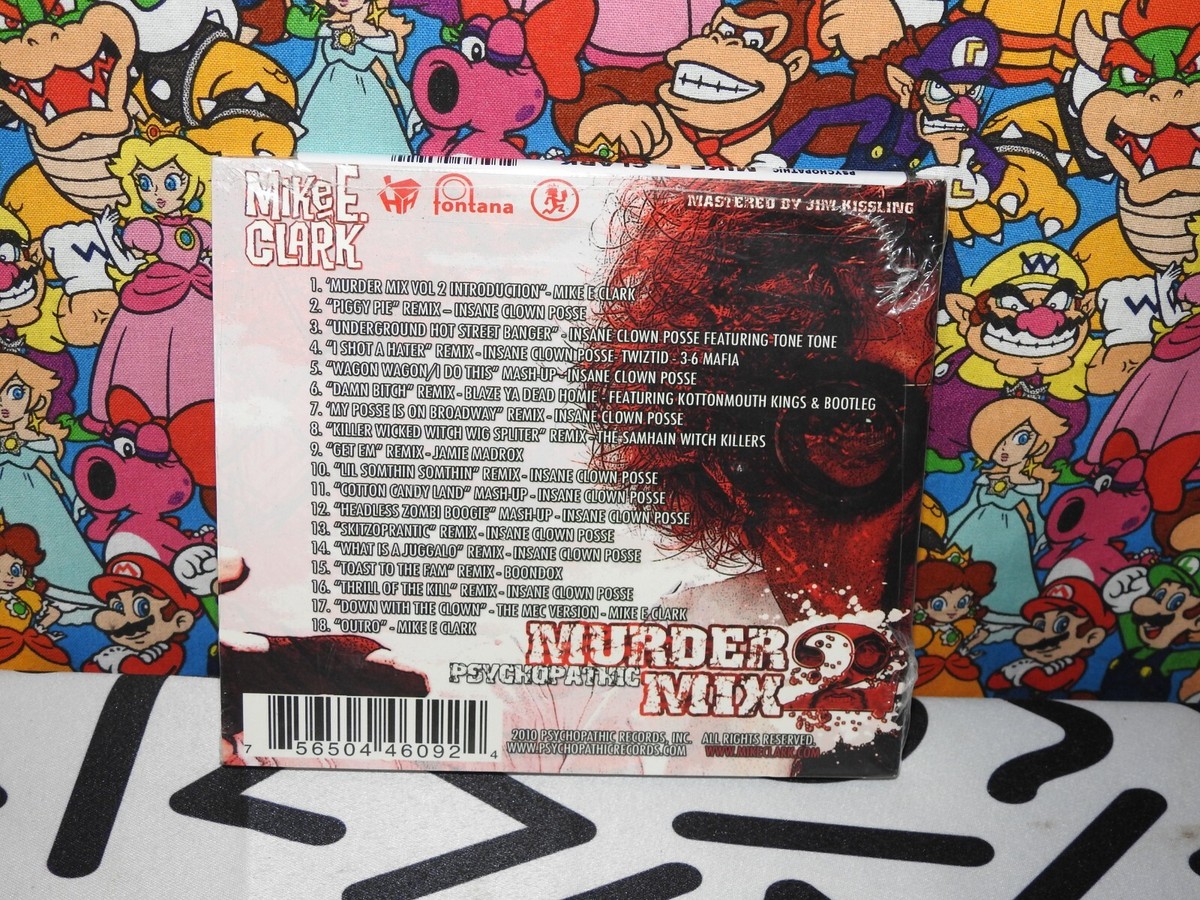 PSYCHOPATHIC
MIKE E.
CLARK
HP
fontana
MASTERED BY JIM KISSLING
1. "MURDER MIX VOL 2 INTRODUCTION"- MIKE E CLARK -
2. "PIGGY PIE" REMIX – INSANE CLOWN POSSE
3. "UNDERGROUND HOT STREET BANGER" - INSANE CLOWN POSSE FEATURING TONE TONE
4. "I SHOT A HATER" REMIX - INSANE CLOWN POSSE- TWIZTID - 3-6 MAFIA
5. "WAGON WAGON/I DO THIS" MASH-UP - INSANE CLOWN POSSE
6. "DAMN BITCH" REMIX - BLAZE YA DEAD HOMIE - FEATURING KOTTONMOUTH KINGS & BOOTLEG
7. "MY POSSE IS ON BROADWAY" REMIX - INSANE CLOWN POSSE
8. "KILLER WICKED WITCH WIG SPLITER" REMIX - THE SAMHAIN WITCH KILLERS
9. "GET EM" REMIX - JAMIE MADROX
10. "LIL SOMTHIN SOMTHIN" REMIX - INSANE CLOWN POSSE
11. "COTTON CANDY LAND" MASH-UP - INSANE CLOWN POSSE
12. "HEADLESS ZOMBI BOOGIE" MASH-UP - INSANE CLOWN POSSE
13. "SKITZOPRANTIC" REMIX - INSANE CLOWN POSSE
14. "WHAT IS A JUGGALO" REMIX - INSANE CLOWN POSSE
15. "TOAST TO THE FAM" REMIX - BOONDOX
16. "THRILL OF THE KILL" REMIX - INSANE CLOWN POSSE
17. "DOWN WITH THE CLOWN" - THE MEC VERSION - MIKE E CLARK
18. "OUTRO" - MIKE E CLARK
MURDER
PSYCHOPATHIC MIX 2
7 56504 46092 4
2010 PSYCHOPATHIC RECORDS, INC. ALL RIGHTS RESERVED.
WWW.PSYCHOPATHICRECORDS.COM WWW.MIKECLARK.COM